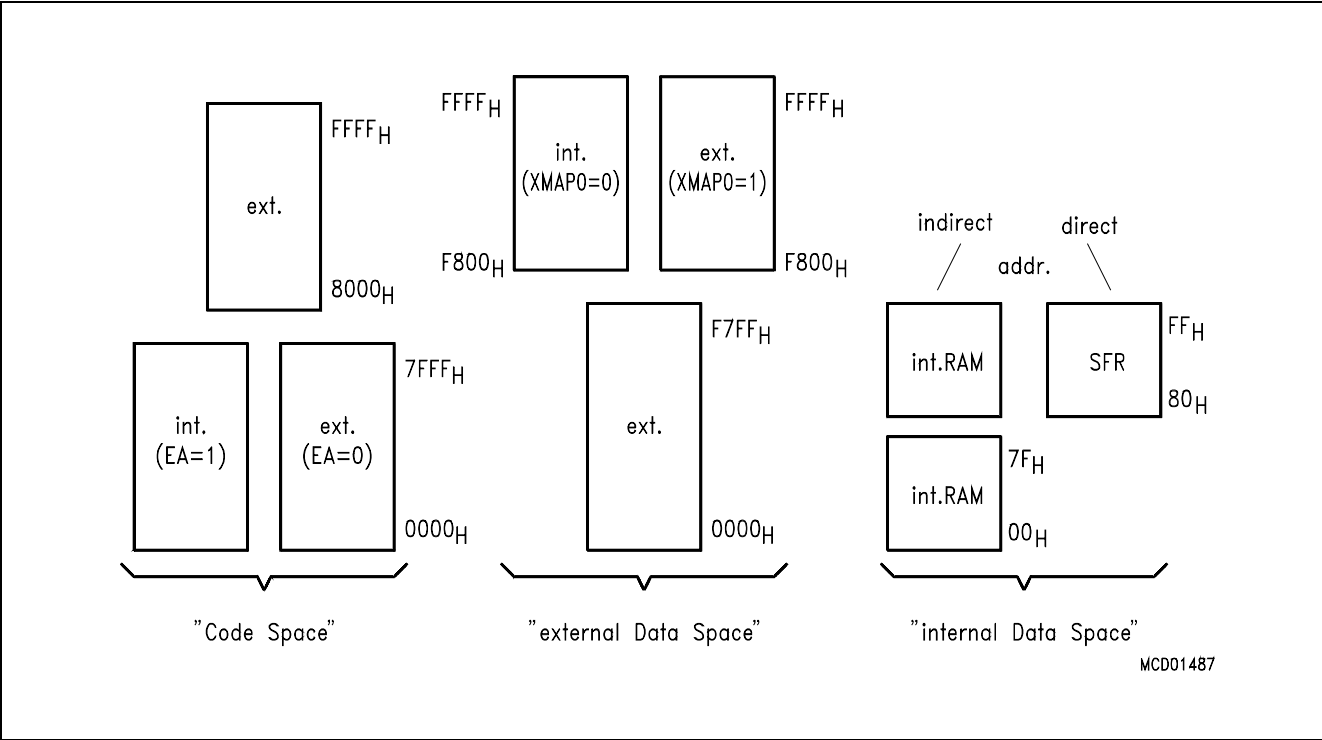 FFFFH
ext.
8000H
int.
(EA=1)
ext.
(EA=0)
7FFFH
0000H
"Code Space"
FFFFH
int.
(XMAP0=0)
F800H
ext.
(XMAP0=1)
FFFFH
F800H
F7FFH
ext.
0000H
"external Data Space"
indirect
direct
addr.
int.RAM
SFR
FFH
80H
int.RAM
7FH
00H
"internal Data Space"
MCD01487